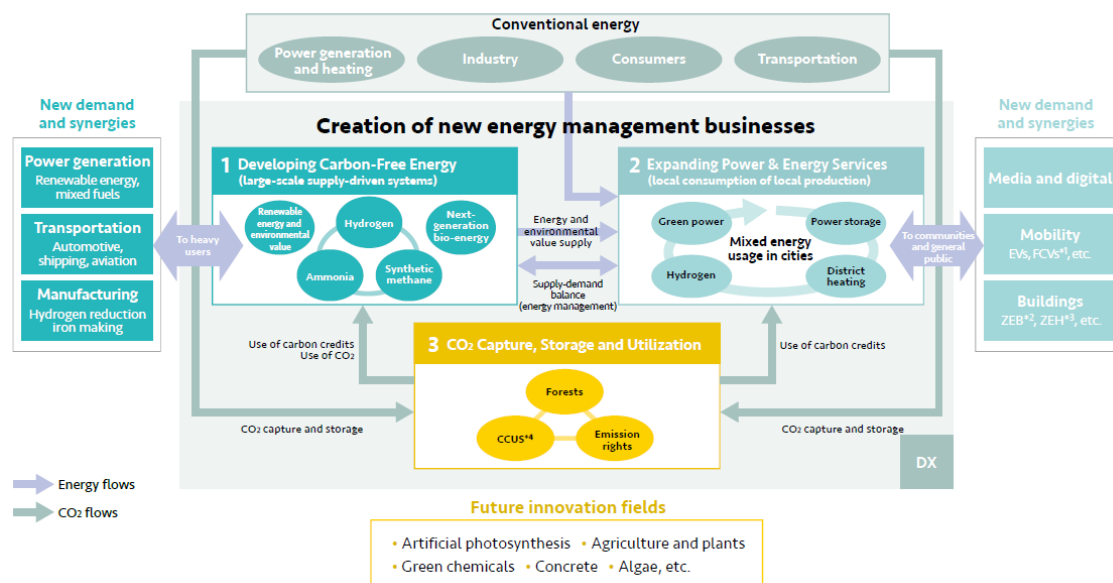 Conventional energy
Power generation
and heating
Industry
Consumers
Transportation
New demand
and synergies
Power generation
Renewable energy,
mixed fuels
Transportation
Automotive,
shipping, aviation
Manufacturing
Hydrogen reduction
iron making
To heavy
users
Creation of new energy management businesses
1 Developing Carbon-Free Energy
(large-scale supply-driven systems)
Renewable
energy and
environmental
value
Hydrogen
Next-
generation
bio-energy
Ammonia
Synthetic
methane
Energy and
environmental
value supply
Supply-demand
balance
(energy management)
2 Expanding Power & Energy Services
(local consumption of local production)
Green power
Power storage
Mixed energy
usage in cities
Hydrogen
District
heating
To communities
and general
public
New demand
and synergies
Media and digital
Mobility
EVs, FCVs*1, etc.
Buildings
ZEB*2, ZEH*3, etc.
Use of carbon credits
Use of CO2
3 CO2 Capture, Storage and Utilization
Forests
CCUS*4
Emission
rights
Use of carbon credits
CO2 capture and storage
CO2 capture and storage
DX
Energy flows
CO2 flows
Future innovation fields
• Artificial photosynthesis • Agriculture and plants
• Green chemicals • Concrete • Algae, etc.